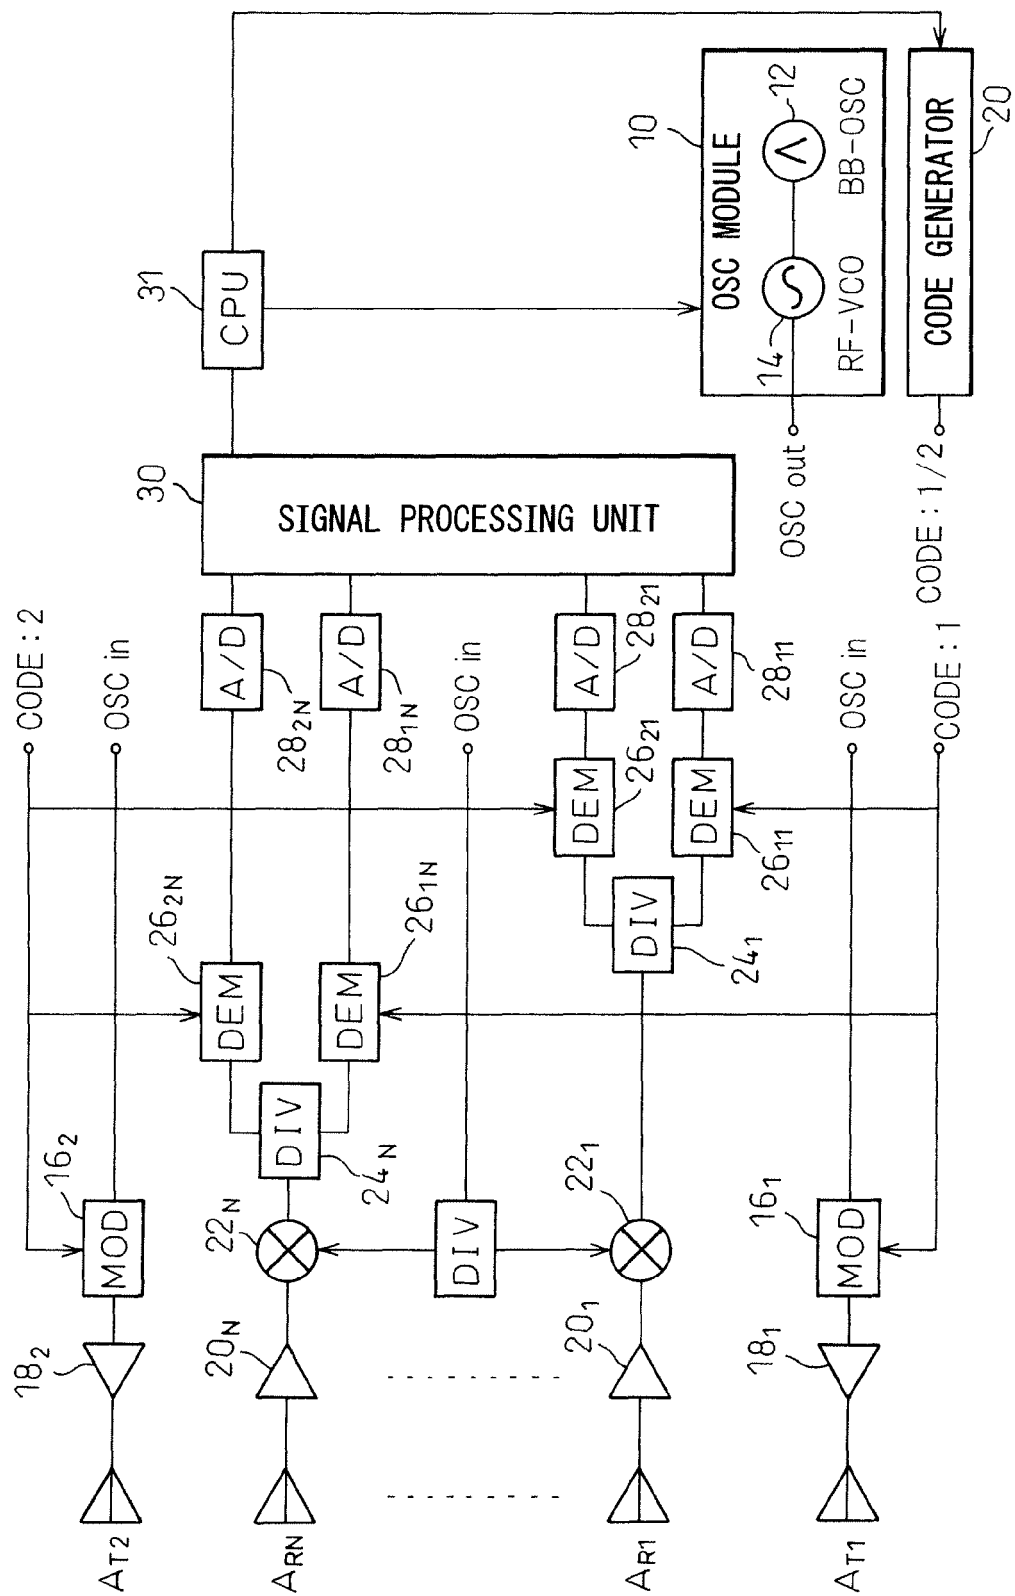 AT2
18₂
16₂
MOD
CODE : 2
OSC in
ARN
20N
22N
DIV
24N
26₂N
DEM
26₁N
DEM
28₂N
A/D
28₁N
A/D
DIV
OSC in
30
SIGNAL PROCESSING UNIT
31
CPU
AR1
20₁
22₁
DIV
24₁
DEM
26₂₁
DEM
26₁₁
A/D
28₂₁
A/D
28₁₁
AT1
18₁
16₁
MOD
OSC in
CODE : 1
OSC out
CODE : 1/2
10
OSC MODULE
14
12
RF-VCO
BB-OSC
CODE GENERATOR
20